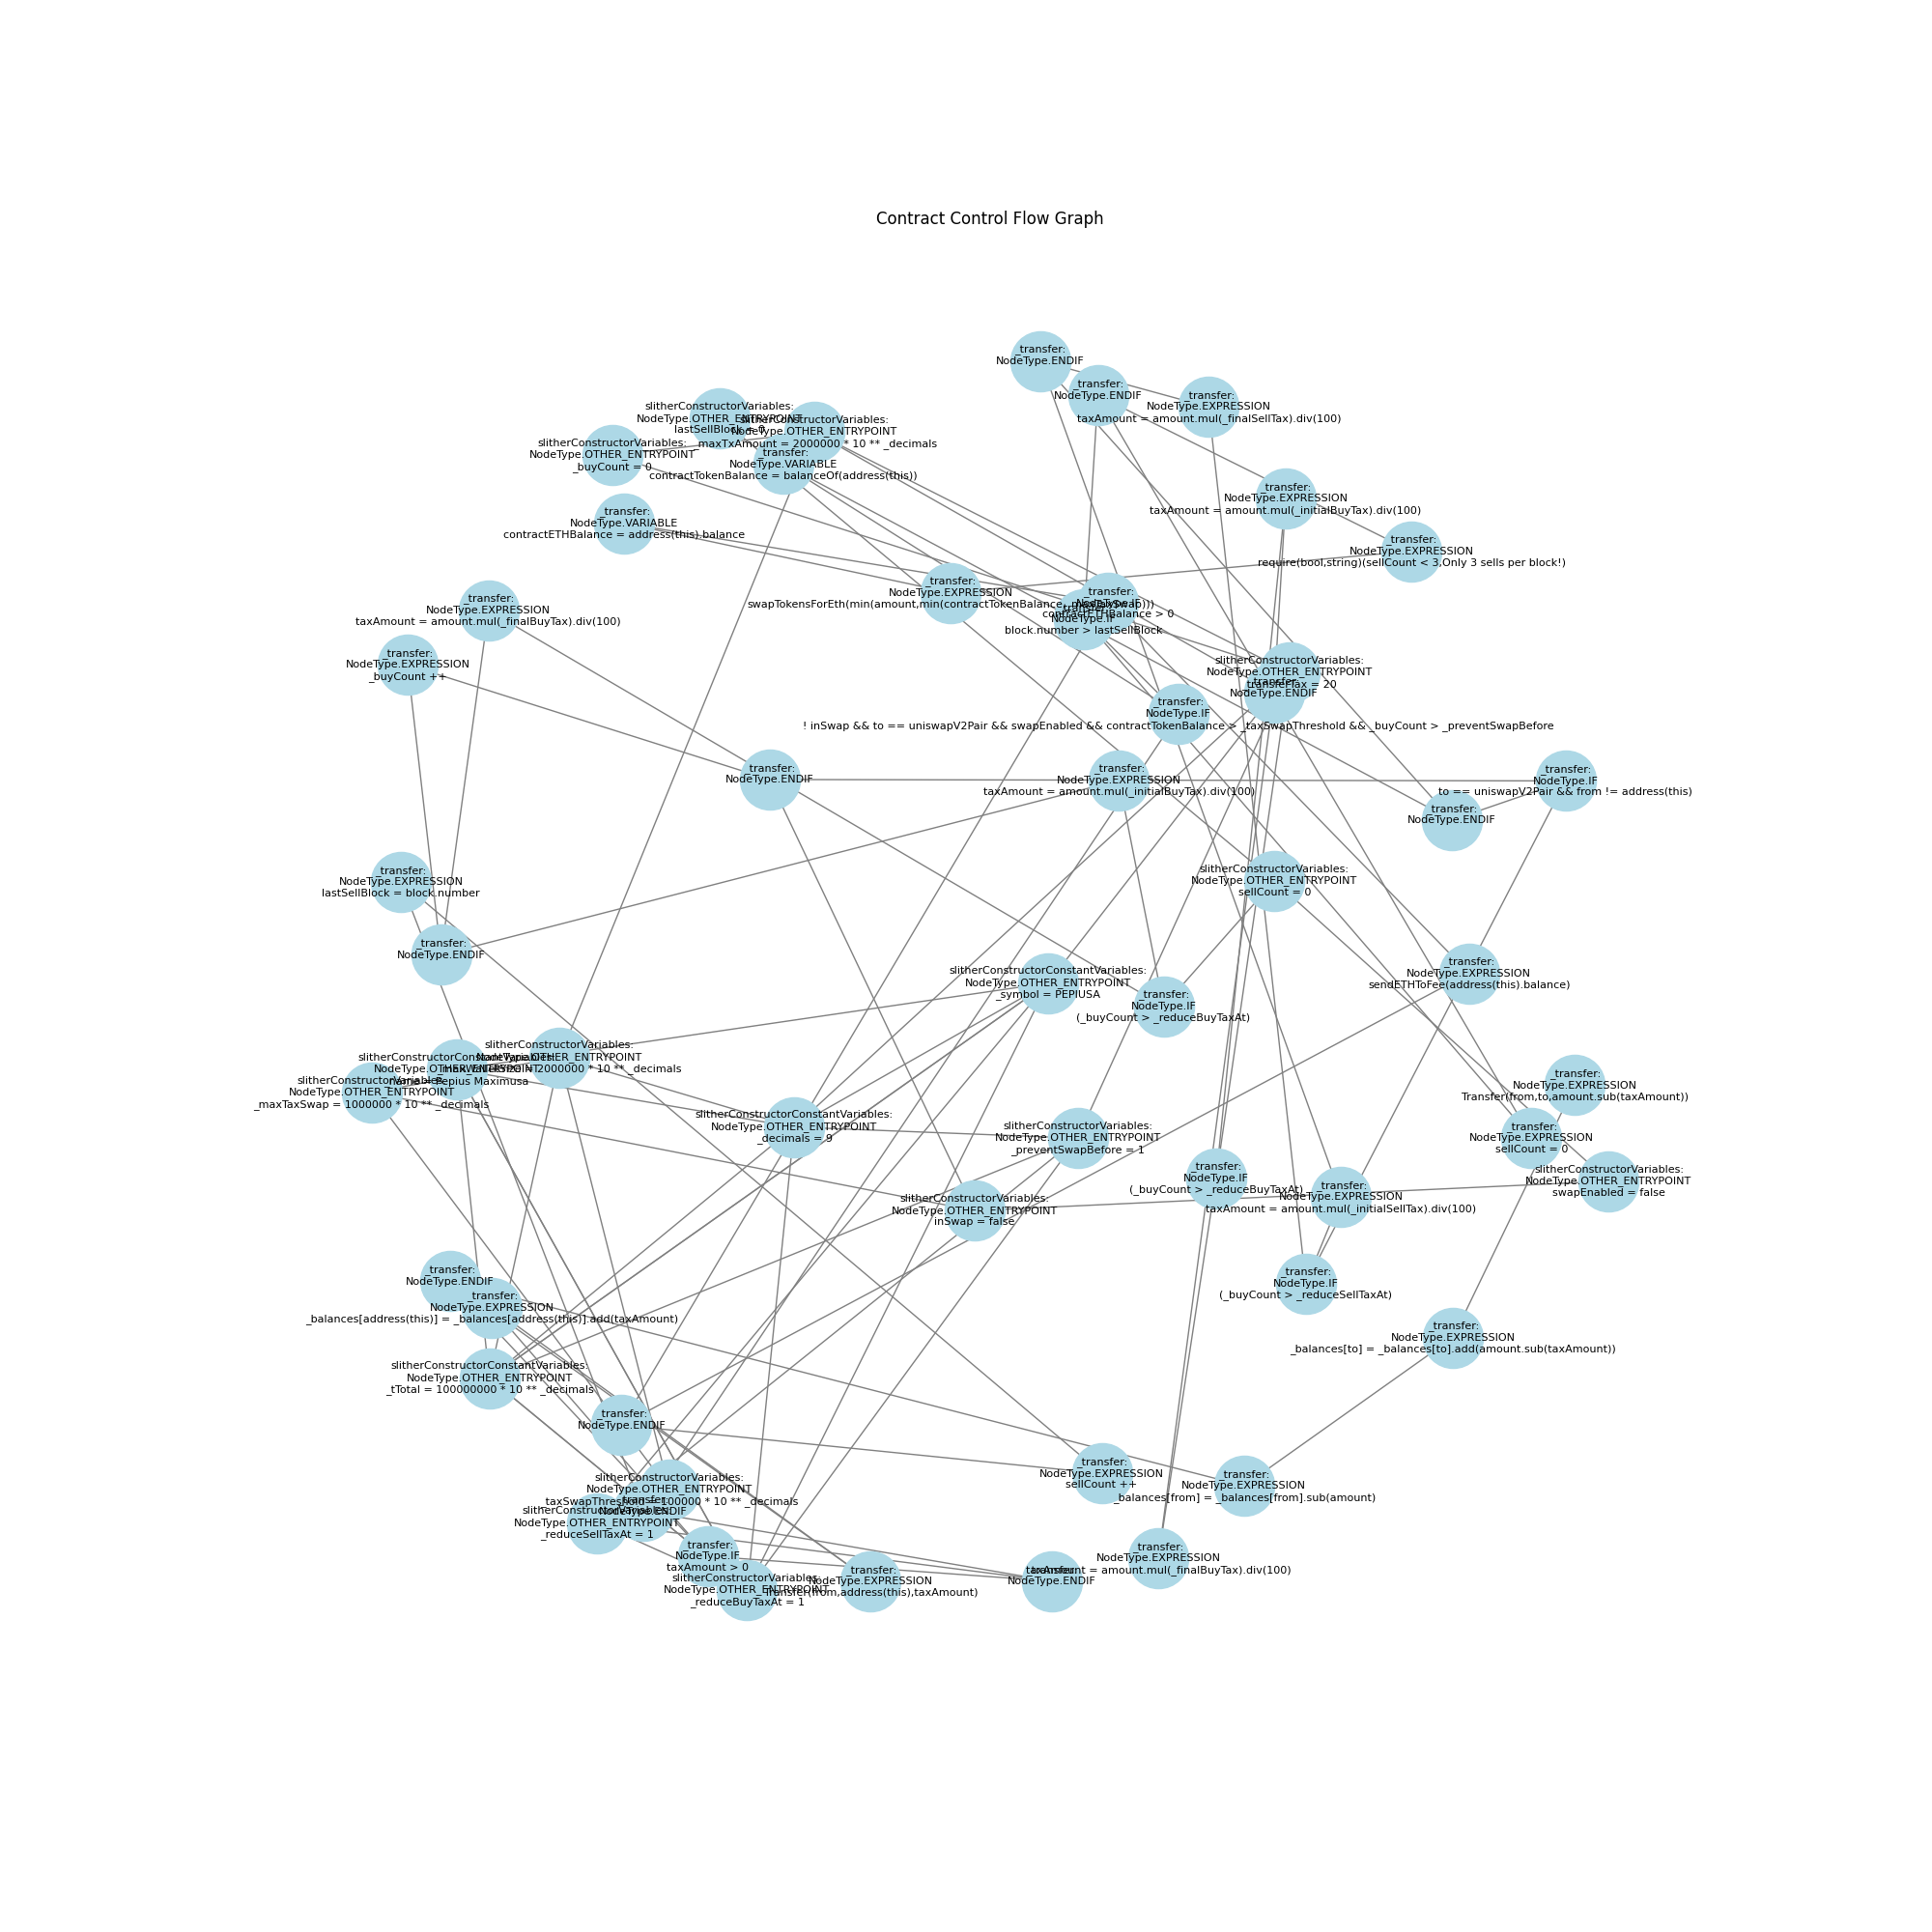 Contract Control Flow Graph
_transfer:
NodeType.ENDIF
_transfer:
NodeType.ENDIF
_transfer:
NodeType.EXPRESSION
taxAmount = amount.mul(_finalSellTax).div(100)
slitherConstructorVariables:
NodeType.OTHER_ENTRYPOINT
lastSellBlock = 0
slitherConstructorVariables:
NodeType.OTHER_ENTRYPOINT
_maxTxAmount = 2000000 * 10 ** _decimals
slitherConstructorVariables:
NodeType.OTHER_ENTRYPOINT
_buyCount = 0
_transfer:
NodeType.VARIABLE
contractTokenBalance = balanceOf(address(this))
_transfer:
NodeType.EXPRESSION
taxAmount = amount.mul(_initialBuyTax).div(100)
_transfer:
NodeType.VARIABLE
contractETHBalance = address(this).balance
_transfer:
NodeType.EXPRESSION
require(bool,string)(sellCount < 3,Only 3 sells per block!)
_transfer:
NodeType.EXPRESSION
swapTokensForEth(min(amount,min(contractTokenBalance,_maxTaxSwap)))
_transfer:
NodeType.IF
contractETHBalance > 0
_transfer:
NodeType.IF
block.number > lastSellBlock
_transfer:
NodeType.EXPRESSION
taxAmount = amount.mul(_finalBuyTax).div(100)
_transfer:
NodeType.EXPRESSION
_buyCount ++
slitherConstructorVariables:
NodeType.OTHER_ENTRYPOINT
_transferTax = 20
_transfer:
NodeType.ENDIF
_transfer:
NodeType.IF
! inSwap && to == uniswapV2Pair && swapEnabled && contractTokenBalance > _taxSwapThreshold && _buyCount > _preventSwapBefore
_transfer:
NodeType.ENDIF
_transfer:
NodeType.EXPRESSION
taxAmount = amount.mul(_initialBuyTax).div(100)
_transfer:
NodeType.IF
to == uniswapV2Pair && from != address(this)
_transfer:
NodeType.ENDIF
_transfer:
NodeType.EXPRESSION
lastSellBlock = block.number
slitherConstructorVariables:
NodeType.OTHER_ENTRYPOINT
sellCount = 0
_transfer:
NodeType.ENDIF
_transfer:
NodeType.EXPRESSION
sendETHToFee(address(this).balance)
slitherConstructorConstantVariables:
NodeType.OTHER_ENTRYPOINT
_symbol = PEPIUSA
_transfer:
NodeType.IF
(_buyCount > _reduceBuyTaxAt)
slitherConstructorVariables:
NodeType.OTHER_ENTRYPOINT
_maxWalletSize = 2000000 * 10 ** _decimals
slitherConstructorConstantVariables:
NodeType.OTHER_ENTRYPOINT
_name = Pepius Maximusa
slitherConstructorVariables:
NodeType.OTHER_ENTRYPOINT
_maxTaxSwap = 1000000 * 10 ** _decimals
_transfer:
NodeType.EXPRESSION
Transfer(from,to,amount.sub(taxAmount))
slitherConstructorConstantVariables:
NodeType.OTHER_ENTRYPOINT
_decimals = 9
slitherConstructorVariables:
NodeType.OTHER_ENTRYPOINT
_preventSwapBefore = 1
_transfer:
NodeType.EXPRESSION
sellCount = 0
slitherConstructorVariables:
NodeType.OTHER_ENTRYPOINT
swapEnabled = false
_transfer:
NodeType.IF
(_buyCount > _reduceBuyTaxAt)
_transfer:
NodeType.EXPRESSION
taxAmount = amount.mul(_initialSellTax).div(100)
slitherConstructorVariables:
NodeType.OTHER_ENTRYPOINT
inSwap = false
_transfer:
NodeType.ENDIF
_transfer:
NodeType.IF
(_buyCount > _reduceSellTaxAt)
_transfer:
NodeType.EXPRESSION
_balances[address(this)] = _balances[address(this)].add(taxAmount)
_transfer:
NodeType.EXPRESSION
_balances[to] = _balances[to].add(amount.sub(taxAmount))
slitherConstructorConstantVariables:
NodeType.OTHER_ENTRYPOINT
_tTotal = 100000000 * 10 ** _decimals
_transfer:
NodeType.ENDIF
_transfer:
NodeType.EXPRESSION
sellCount ++
_transfer:
NodeType.EXPRESSION
_balances[from] = _balances[from].sub(amount)
slitherConstructorVariables:
NodeType.OTHER_ENTRYPOINT
_taxSwapThreshold = 100000 * 10 ** _decimals
_transfer:
NodeType.ENDIF
slitherConstructorVariables:
NodeType.OTHER_ENTRYPOINT
_reduceSellTaxAt = 1
_transfer:
NodeType.IF
taxAmount > 0
slitherConstructorVariables:
NodeType.OTHER_ENTRYPOINT
_reduceBuyTaxAt = 1
_transfer:
NodeType.EXPRESSION
Transfer(from,address(this),taxAmount)
_transfer:
NodeType.ENDIF
_transfer:
NodeType.EXPRESSION
taxAmount = amount.mul(_finalBuyTax).div(100)